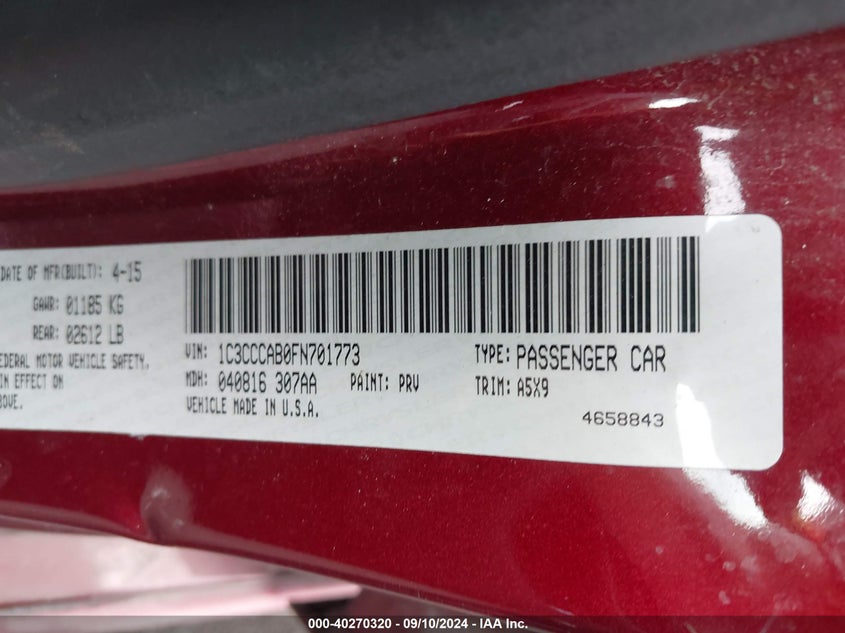 DATE OF MFR(BUILT): 4-15
GAWR: 01185 KG
REAR: 02612 LB
EDERAL MOTOR VEHICLE SAFETY,
IN EFFECT ON
BOVE.
VIN: 1C3CCCAB0FN701773
TYPE: PASSENGER CAR
MDH: 040816 307AA
PAINT: PRV
TRIM: A5X9
VEHICLE MADE IN U.S.A.
4658843
000-40270320 - 09/10/2024 - IAA Inc.